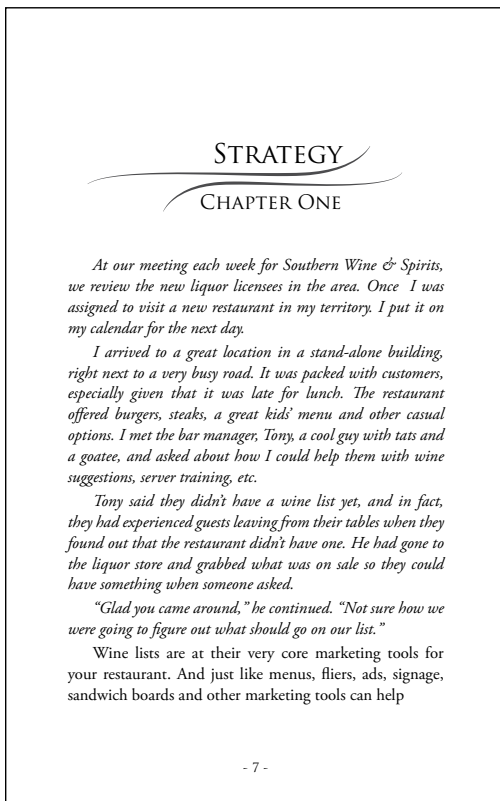 STRATEGY
CHAPTER ONE
At our meeting each week for Southern Wine & Spirits,
we review the new liquor licensees in the area. Once  I was
assigned to visit a new restaurant in my territory. I put it on
my calendar for the next day.
I arrived to a great location in a stand-alone building,
right next to a very busy road. It was packed with customers,
especially given that it was late for lunch. The restaurant
offered burgers, steaks, a great kids’ menu and other casual
options. I met the bar manager, Tony, a cool guy with tats and
a goatee, and asked about how I could help them with wine
suggestions, server training, etc.
Tony said they didn’t have a wine list yet, and in fact,
they had experienced guests leaving from their tables when they
found out that the restaurant didn’t have one. He had gone to
the liquor store and grabbed what was on sale so they could
have something when someone asked.
“Glad you came around,” he continued. “Not sure how we
were going to figure out what should go on our list.”
Wine lists are at their very core marketing tools for
your restaurant. And just like menus, fliers, ads, signage,
sandwich boards and other marketing tools can help
- 7 -